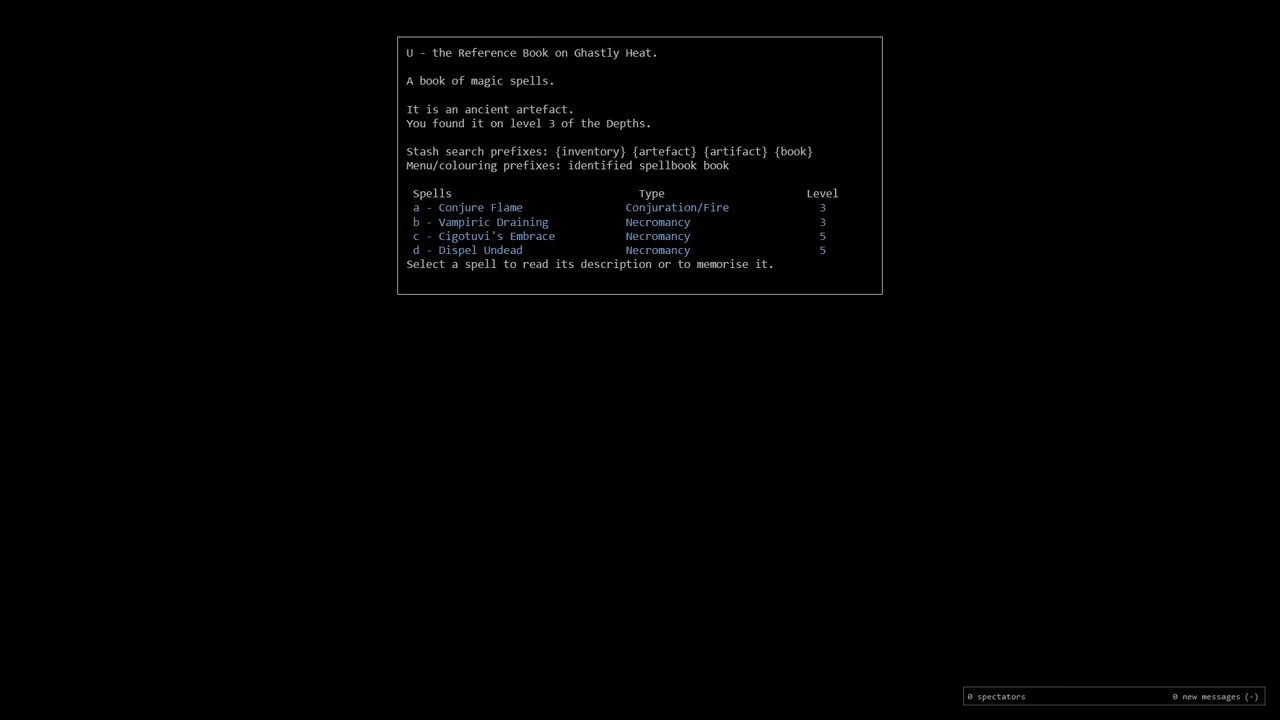 U - the Reference Book on Ghastly Heat.
A book of magic spells.
It is an ancient artefact.
You found it on level 3 of the Depths.
Stash search prefixes: {inventory} {artefact} {artifact} {book}
Menu/colouring prefixes: identified spellbook book
Spells Type Level
a - Conjure Flame Conjuration/Fire 3
b - Vampiric Draining Necromancy 3
c - Cigotuvi's Embrace Necromancy 5
d - Dispel Undead Necromancy 5
Select a spell to read its description or to memorise it.
0 spectators 0 new messages (-)